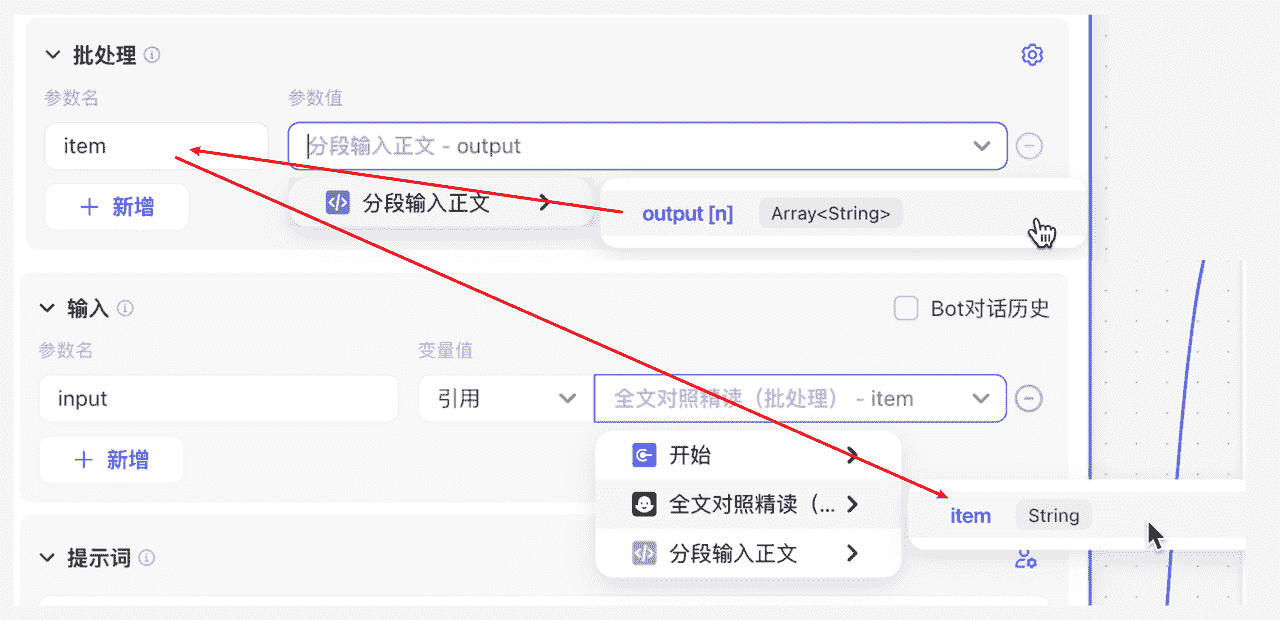 批处理
参数名 参数值
item 分段输入正文 - output
新增 分段输入正文 output [n] Array<String>
输入 Bot对话历史
参数名 变量值
input 引用 全文对照精读（批处理） - item
新增 开始
全文对照精读（...
item String
分段输入正文
提示词